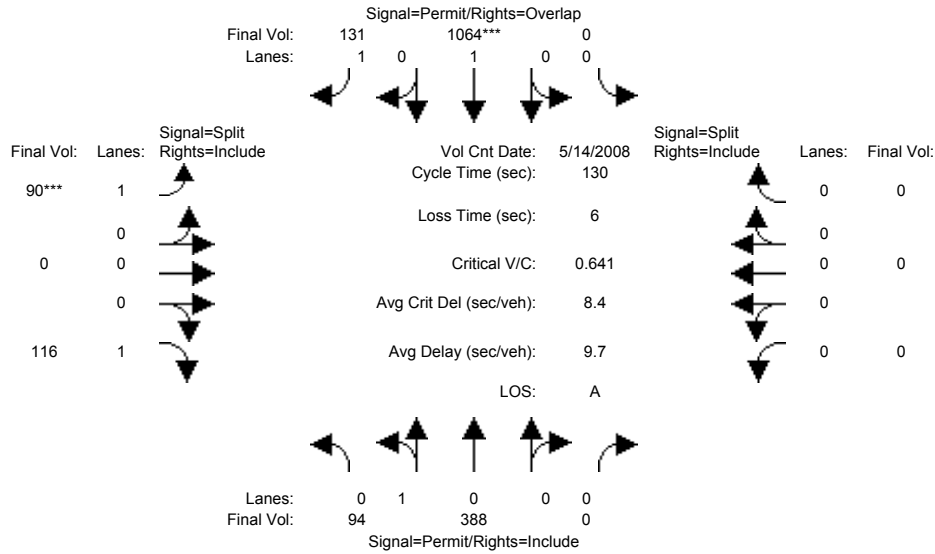 Signal=Permit/Rights=Overlap
Final Vol: 131 1064*** 0
Lanes: 1 0 1 0 0
Signal=Split Signal=Split
Final Vol: Lanes: Rights=Include Vol Cnt Date: 5/14/2008 Rights=Include Lanes: Final Vol:
Cycle Time (sec): 130
90*** 1 0 0
Loss Time (sec): 6
0 0
0 0 Critical V/C: 0.641 0 0
0 Avg Crit Del (sec/veh): 8.4 0
116 1 Avg Delay (sec/veh): 9.7 0 0
LOS: A
Lanes: 0 1 0 0 0
Final Vol: 94 388 0
Signal=Permit/Rights=Include